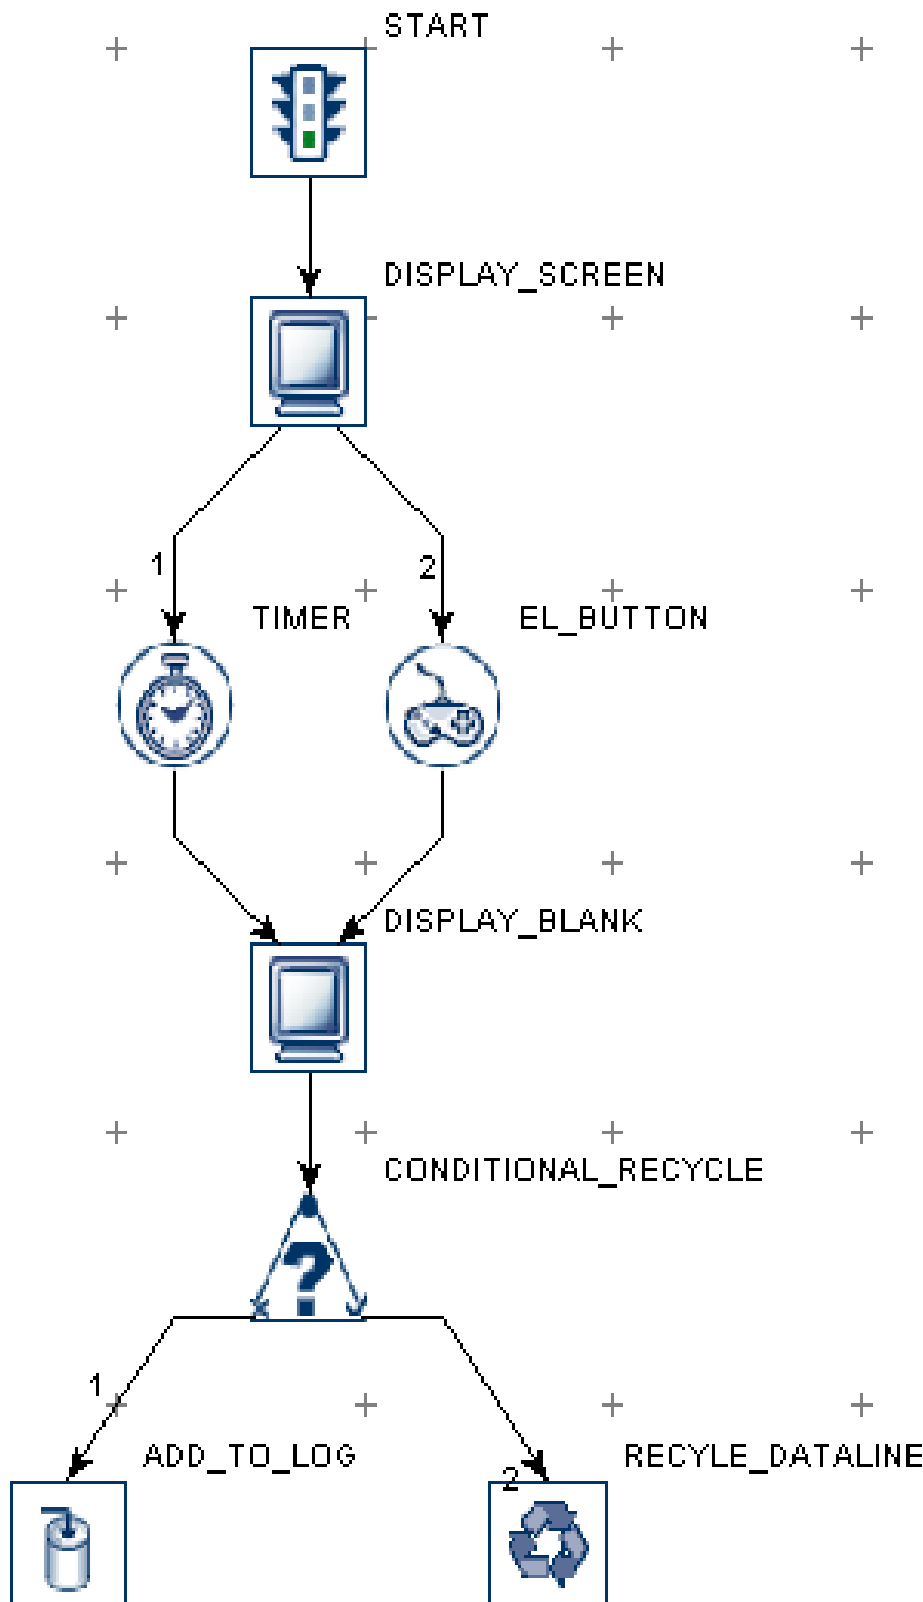 START
DISPLAY_SCREEN
1
2
TIMER
EL_BUTTON
DISPLAY_BLANK
CONDITIONAL_RECYCLE
?
1
ADD_TO_LOG
RECYLE_DATALINE
2